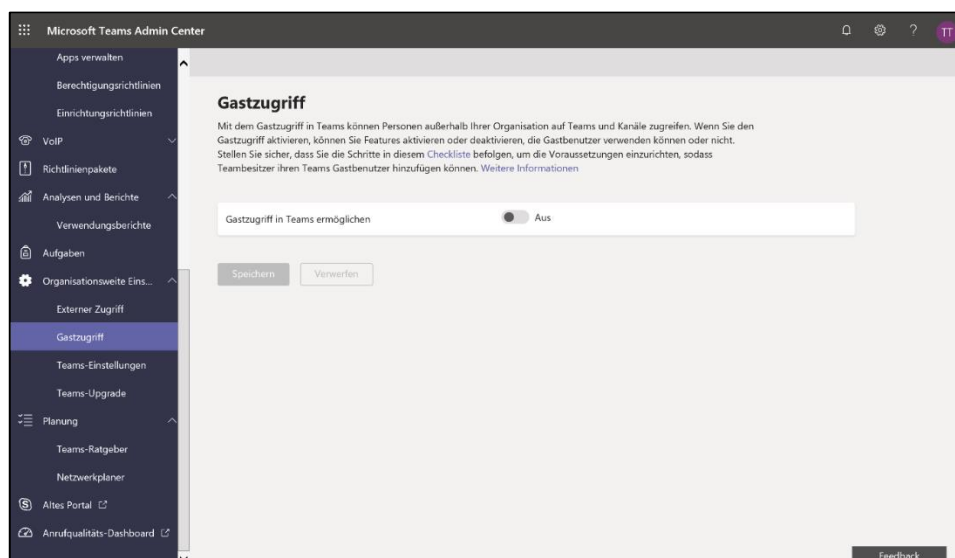 Microsoft Teams Admin Center
?
TT
Apps verwalten
Berechtigungsrichtlinien
Einrichtungsrichtlinien
VoIP
Richtlinienpakete
Analysen und Berichte
Verwendungsberichte
Aufgaben
Organisationsweite Eins...
Externer Zugriff
Gastzugriff
Teams-Einstellungen
Teams-Upgrade
Planung
Teams-Ratgeber
Netzwerkplaner
Altes Portal
Anrufqualitäts-Dashboard
Gastzugriff
Mit dem Gastzugriff in Teams können Personen außerhalb Ihrer Organisation auf Teams und Kanäle zugreifen. Wenn Sie den
Gastzugriff aktivieren, können Sie Features aktivieren oder deaktivieren, die Gastbenutzer verwenden können oder nicht.
Stellen Sie sicher, dass Sie die Schritte in diesem Checkliste befolgen, um die Voraussetzungen einzurichten, sodass
Teambesitzer ihren Teams Gastbenutzer hinzufügen können. Weitere Informationen
Gastzugriff in Teams ermöglichen
Aus
Speichern
Verwerfen
Feedback